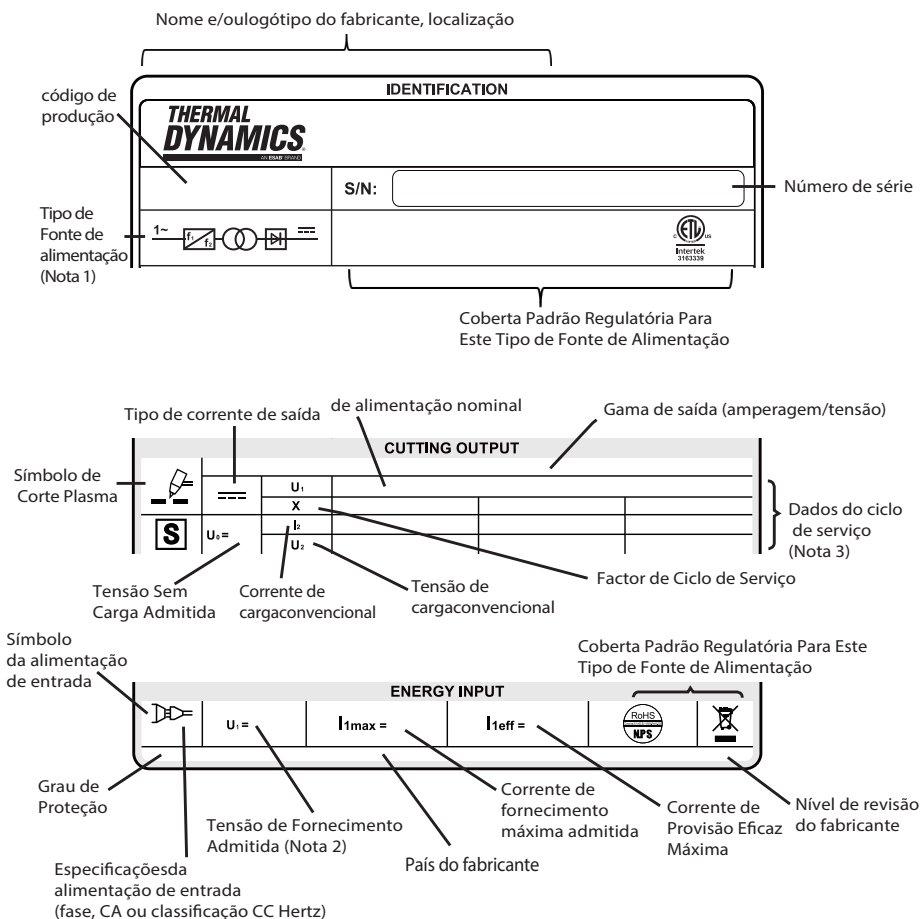 Nome e/oulogótipo do fabricante, localização
IDENTIFICATION
código de
produção
THERMAL
DYNAMICS
AN ESAB® BRAND
S/N:
Número de série
Tipo de
Fonte de
alimentação
(Nota 1)
1~
f1
f2
C
ETL
US
Intertek
3163339
Coberta Padrão Regulatória Para
Este Tipo de Fonte de Alimentação
Tipo de corrente de saída
de alimentação nominal
Gama de saída (amperagem/tensão)
CUTTING OUTPUT
Símbolo de
Corte Plasma
U1
X
S
U0=
I2
U2
Dados do ciclo
de serviço
(Nota 3)
Tensão Sem
Carga Admitida
Corrente de
cargaconvencional
Tensão de
cargaconvencional
Factor de Ciclo de Serviço
Símbolo
da alimentação
de entrada
Coberta Padrão Regulatória Para Este
Tipo de Fonte de Alimentação
ENERGY INPUT
U1=
I1max =
I1eff =
RoHS
NPS
Grau de
Proteção
Tensão de Fornecimento
Admitida (Nota 2)
País do fabricante
Corrente de
fornecimento
máxima admitida
Corrente de
Provisão Eficaz
Máxima
Nível de revisão
do fabricante
Especificaçõesda
alimentação de entrada
(fase, CA ou classificação CC Hertz)